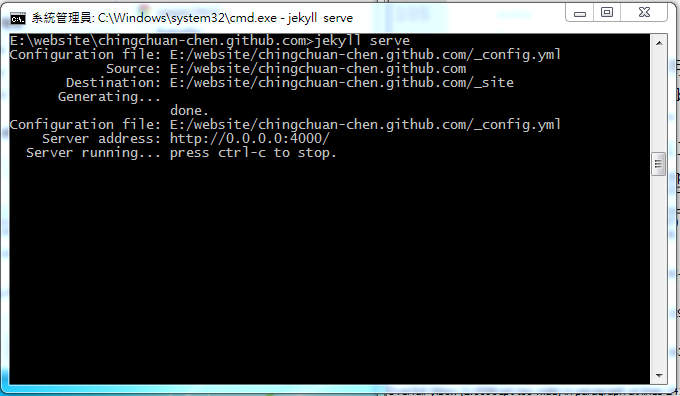 系統管理員: C:\Windows\system32\cmd.exe - jekyll serve
E:\website\chingchuan-chen.github.com>jekyll serve
Configuration file: E:/website/chingchuan-chen.github.com/_config.yml
Source: E:/website/chingchuan-chen.github.com
Destination: E:/website/chingchuan-chen.github.com/_site
Generating...
done.
Configuration file: E:/website/chingchuan-chen.github.com/_config.yml
Server address: http://0.0.0.0:4000/
Server running... press ctrl-c to stop.